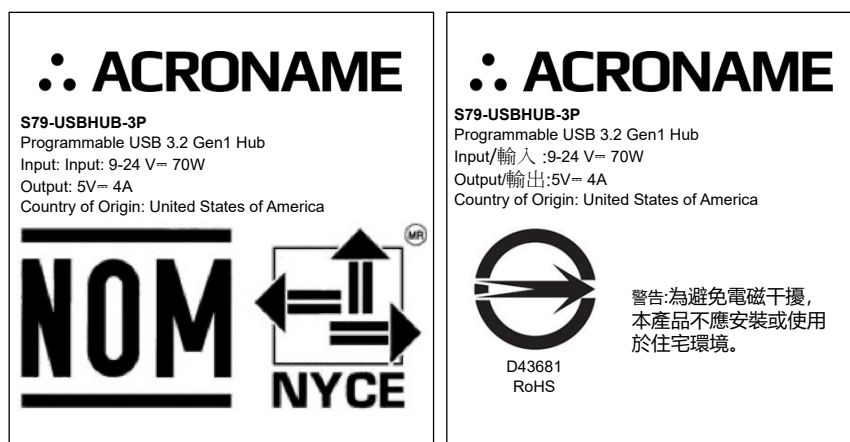 ACRONAME
S79-USBHUB-3P
Programmable USB 3.2 Gen1 Hub
Input: Input: 9-24 V⎓ 70W
Output: 5V⎓ 4A
Country of Origin: United States of America
NOM
MR
NYCE
ACRONAME
S79-USBHUB-3P
Programmable USB 3.2 Gen1 Hub
Input/輸入 :9-24 V⎓ 70W
Output/輸出:5V⎓ 4A
Country of Origin: United States of America
D43681
RoHS
警告:為避免電磁干擾,
本產品不應安裝或使用
於住宅環境。